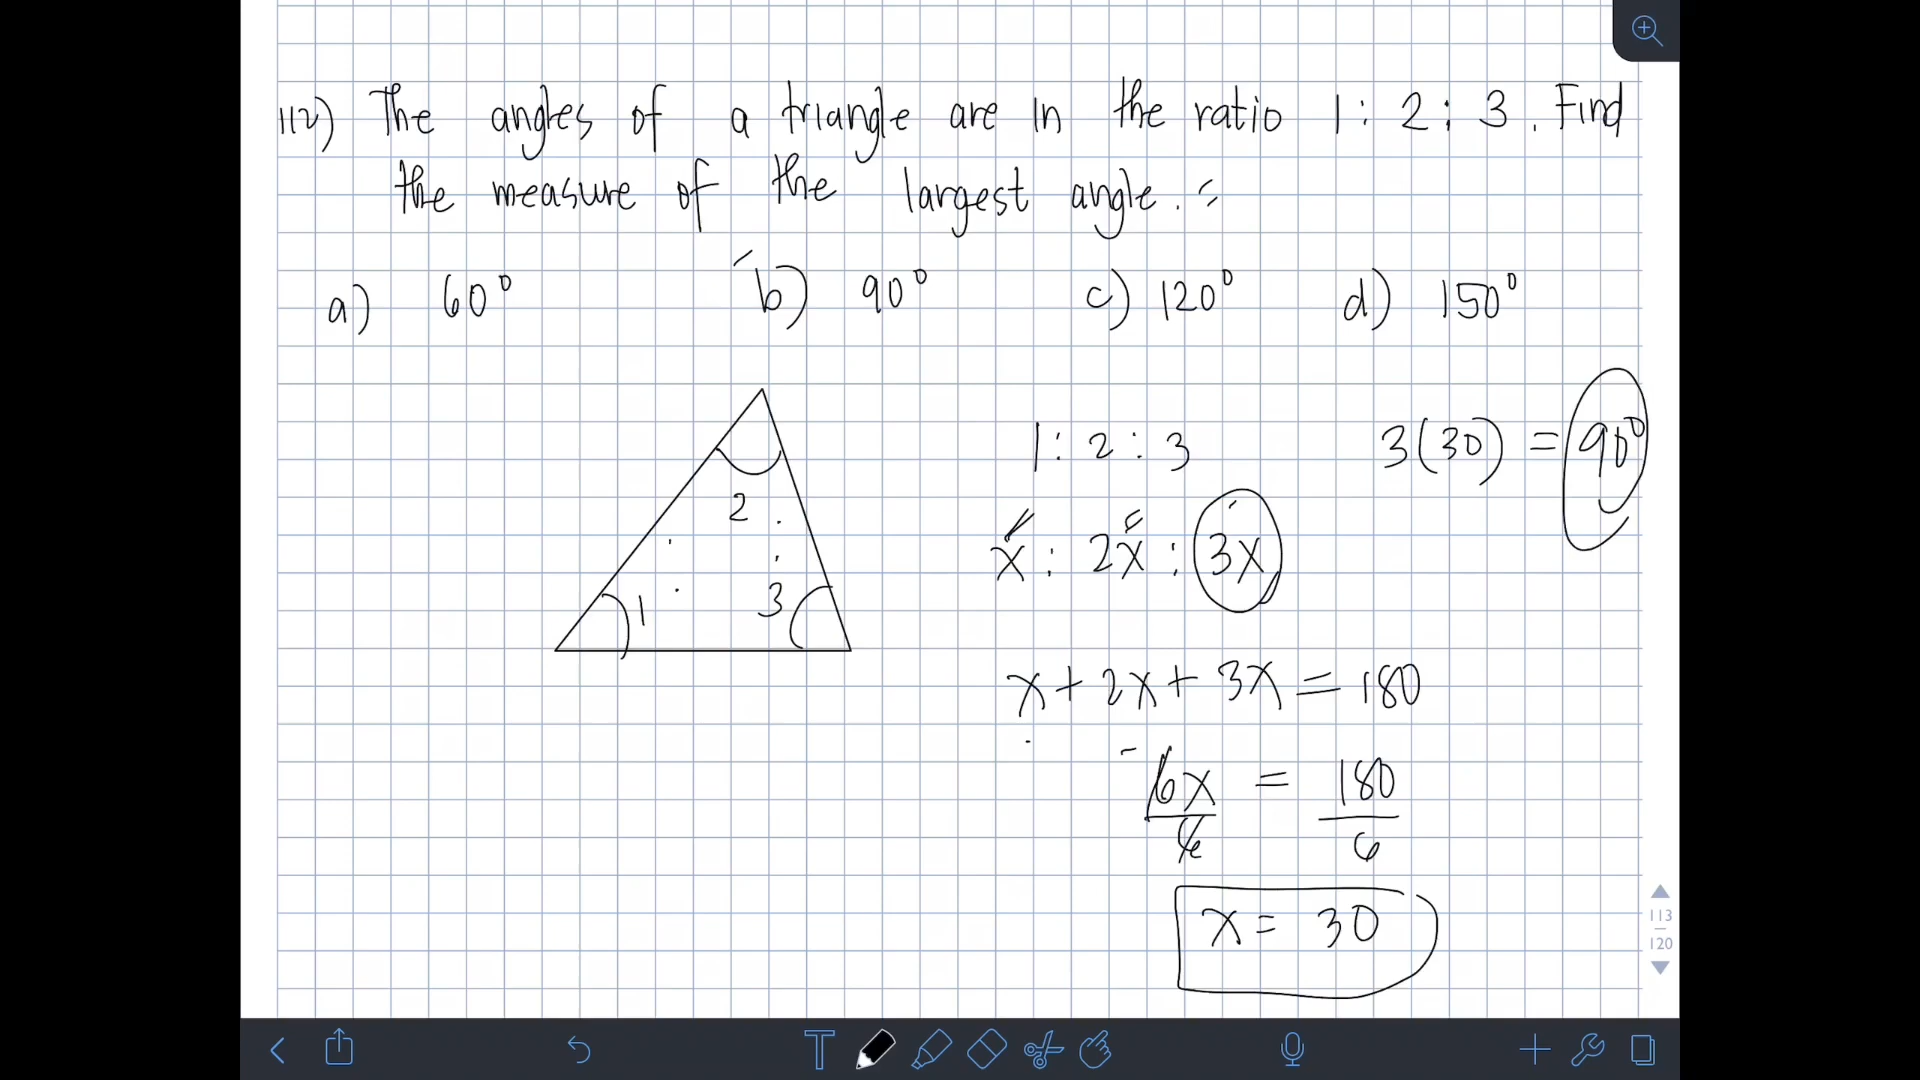 112) The angles of a triangle are in the ratio 1 : 2 : 3. Find
the measure of the largest angle.
a) 60° b) 90° c) 120° d) 150°
1 : 2 : 3
3(30) = 90°
x : 2x : 3x
2
1
3
x + 2x + 3x = 180
6x = 180
6 6
x = 30
113
120
T